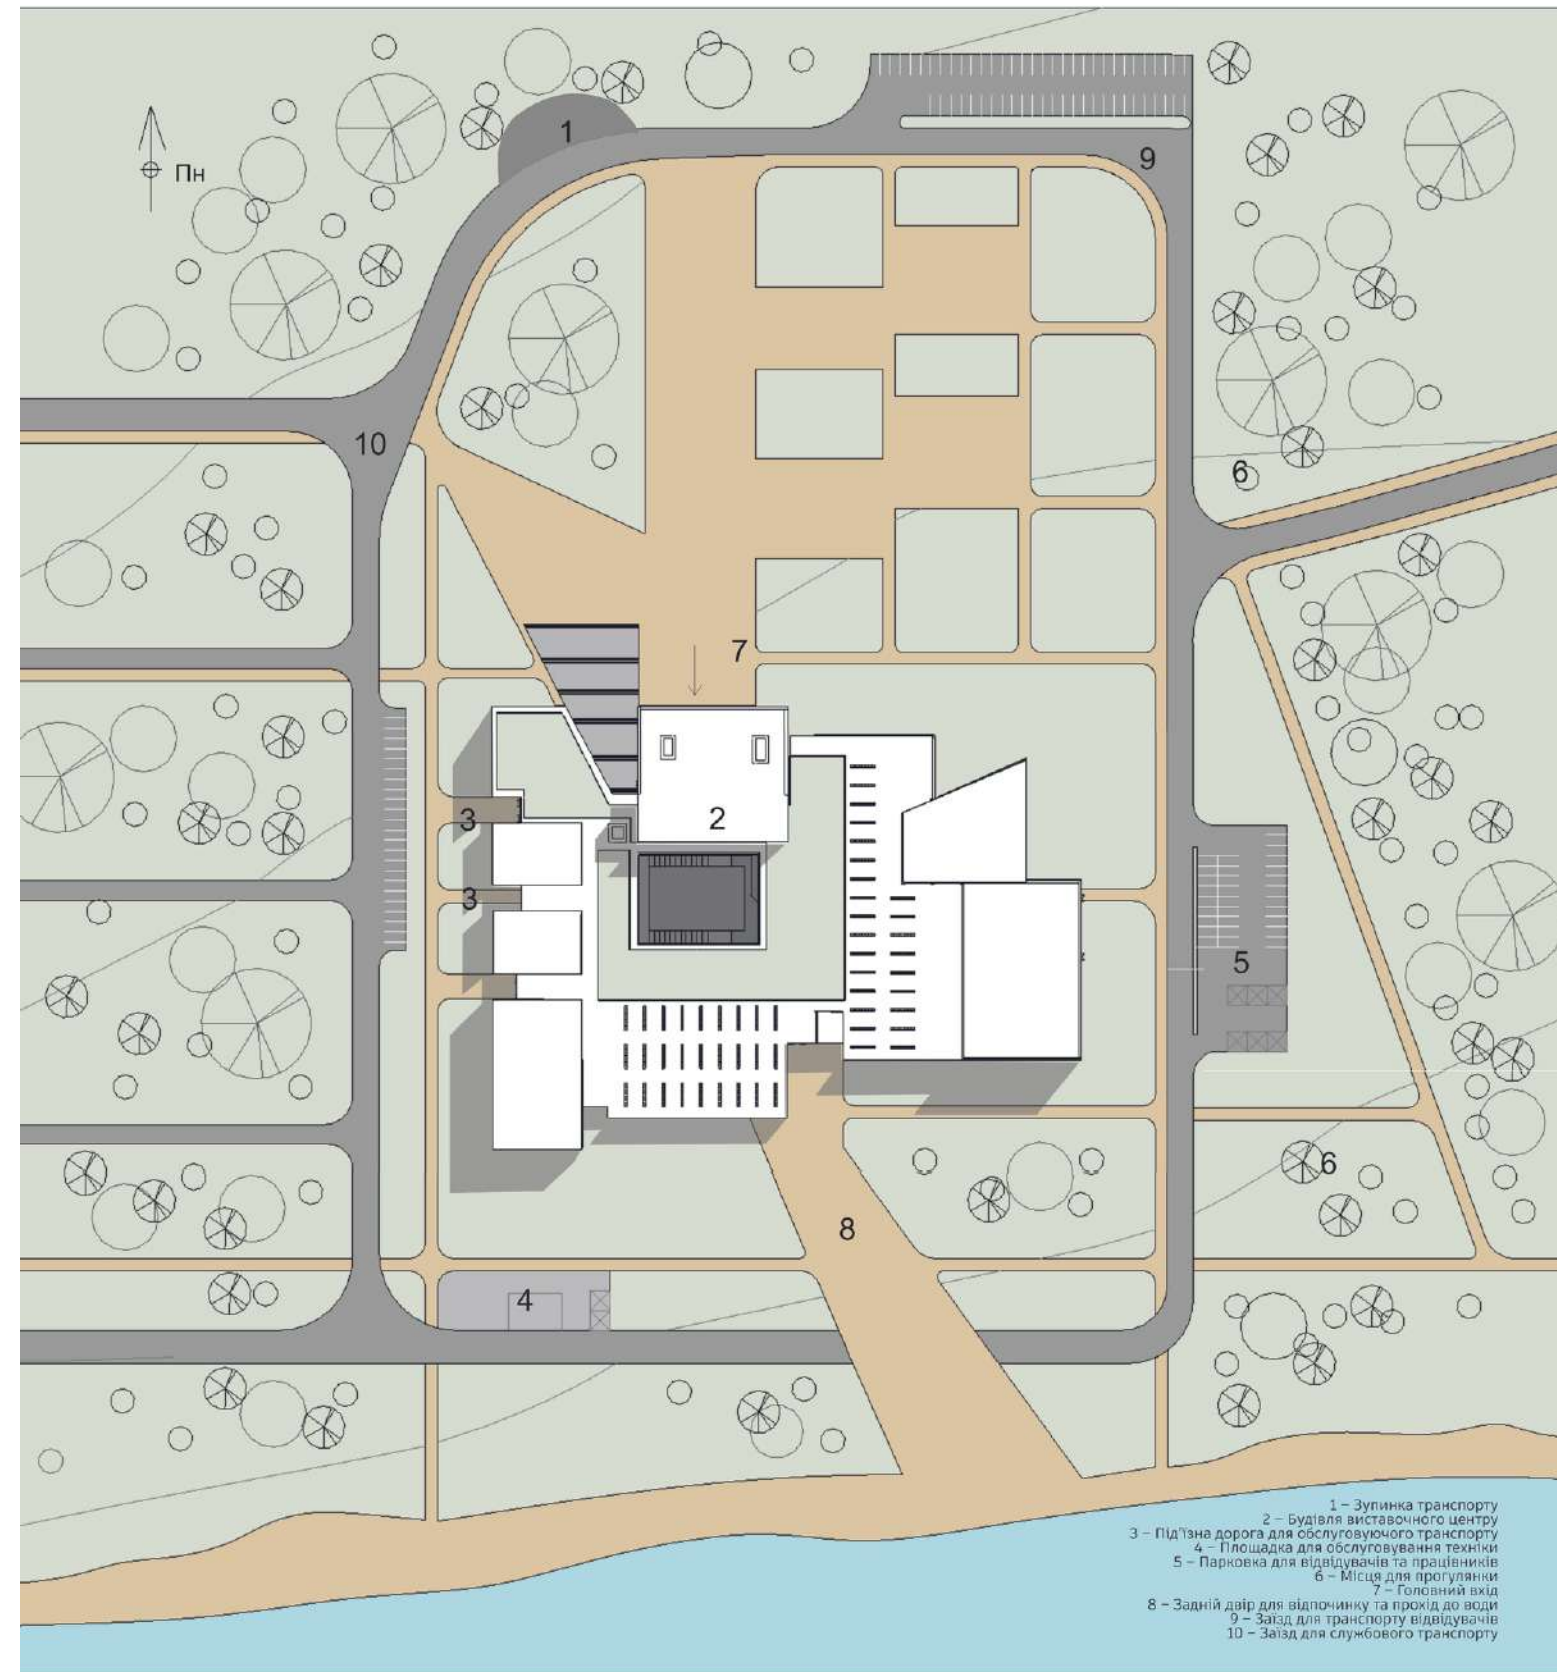 1
9
Пн
10
6
7
2
3
3
5
6
8
4
1 – Зупинка транспорту
2 – Будівля виставочного центру
3 – Під'їзна дорога для обслуговуючого транспорту
4 – Площадка для обслуговування техніки
5 – Парковка для відвідувачів та працівників
6 – Місця для прогулянки
7 – Головний вхід
8 – Задній двір для відпочинку та прохід до води
9 – Заїзд для транспорту відвідувачів
10 – Заїзд для службового транспорту